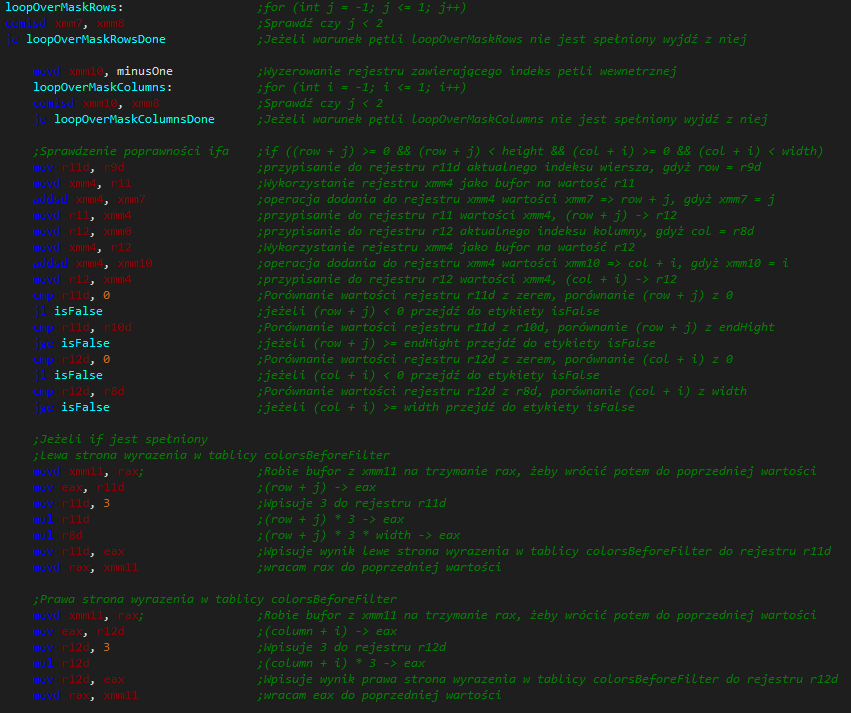 loopOverMaskRows: ;for (int j = -1; j <= 1; j++)
comisd xmm7, xmm8 ;Sprawdź czy j < 2
jc loopOverMaskRowsDone ;Jeżeli warunek pętli loopOverMaskRows nie jest spełniony wyjdź z niej
movd xmm10, minusOne ;Wyzerowanie rejestru zawierającego indeks petli wewnetrznej
loopOverMaskColumns: ;for (int i = -1; i <= 1; i++)
comisd xmm10, xmm8 ;Sprawdź czy j < 2
jc loopOverMaskColumnsDone ;Jeżeli warunek pętli loopOverMaskColumns nie jest spełniony wyjdź z niej
;Sprawdzenie poprawności ifa ;if ((row + j) >= 0 && (row + j) < height && (col + i) >= 0 && (col + i) < width)
mov r11d, r9d ;przypisanie do rejestru r11d aktualnego indeksu wiersza, gdyż row = r9d
movd xmm4, r11 ;Wykorzystanie rejestru xmm4 jako bufor na wartość r11
addsd xmm4, xmm7 ;operacja dodania do rejestru xmm4 wartości xmm7 => row + j, gdyż xmm7 = j
movd r11, xmm4 ;przypisanie do rejestru r11 wartości xmm4, (row + j) -> r12
movd r12, xmm0 ;przypisanie do rejestru r12 aktualnego indeksu kolumny, gdyż col = r8d
movd xmm4, r12 ;Wykorzystanie rejestru xmm4 jako bufor na wartość r12
addsd xmm4, xmm10 ;operacja dodania do rejestru xmm4 wartości xmm10 => col + i, gdyż xmm10 = i
movd r12, xmm4 ;przypisanie do rejestru r12 wartości xmm4, (col + i) -> r12
cmp r11d, 0 ;Porównanie wartości rejestru r11d z zerem, porównanie (row + j) z 0
jl isFalse ;jeżeli (row + j) < 0 przejdź do etykiety isFalse
cmp r11d, r10d ;Porównanie wartości rejestru r11d z r10d, porównanie (row + j) z endHight
jge isFalse ;jeżeli (row + j) >= endHight przejdź do etykiety isFalse
cmp r12d, 0 ;Porównanie wartości rejestru r12d z zerem, porównanie (col + i) z 0
jl isFalse ;jeżeli (col + i) < 0 przejdź do etykiety isFalse
cmp r12d, r8d ;Porównanie wartości rejestru r12d z r8d, porównanie (col + i) z width
jge isFalse ;jeżeli (col + i) >= width przejdź do etykiety isFalse
;Jeżeli if jest spełniony
;Lewa strona wyrazenia w tablicy colorsBeforeFilter
movd xmm11, rax; ;Robie bufor z xmm11 na trzymanie rax, żeby wrócić potem do poprzedniej wartości
mov eax, r11d ;(row + j) -> eax
mov r11d, 3 ;Wpisuje 3 do rejestru r11d
mul r11d ;(row + j) * 3 -> eax
mul r8d ;(row + j) * 3 * width -> eax
mov r11d, eax ;Wpisuje wynik lewe strona wyrazenia w tablicy colorsBeforeFilter do rejestru r11d
movd rax, xmm11 ;wracam rax do poprzedniej wartości
;Prawa strona wyrazenia w tablicy colorsBeforeFilter
movd xmm11, rax; ;Robie bufor z xmm11 na trzymanie rax, żeby wrócić potem do poprzedniej wartości
mov eax, r12d ;(column + i) -> eax
mov r12d, 3 ;Wpisuje 3 do rejestru r12d
mul r12d ;(column + i) * 3 -> eax
mov r12d, eax ;Wpisuje wynik prawa strona wyrazenia w tablicy colorsBeforeFilter do rejestru r12d
movd rax, xmm11 ;wracam eax do poprzedniej wartości